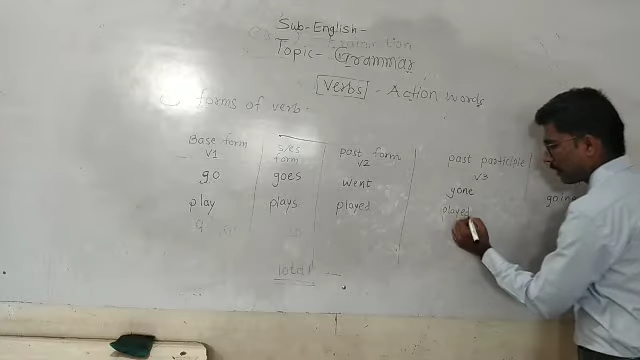 Sub-English-
Topic- Grammar
Verbs - Action words
forms of verb -
Base form s/es form past form past participle
V1 V2 V3
go goes went gone goin
play plays played played
Total -